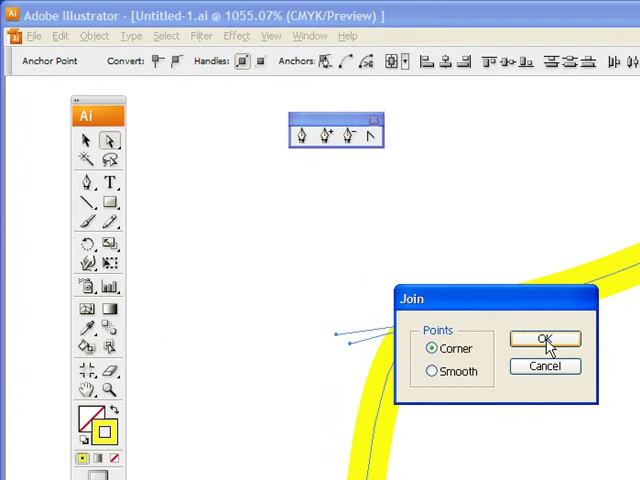 Adobe Illustrator - [Untitled-1.ai @ 1055.07% (CMYK/Preview) ]
File Edit Object Type Select Filter Effect View Window Help
Anchor Point Convert: Handles: Anchors:
Ai
T
Join
Points
Corner
Smooth
OK
Cancel